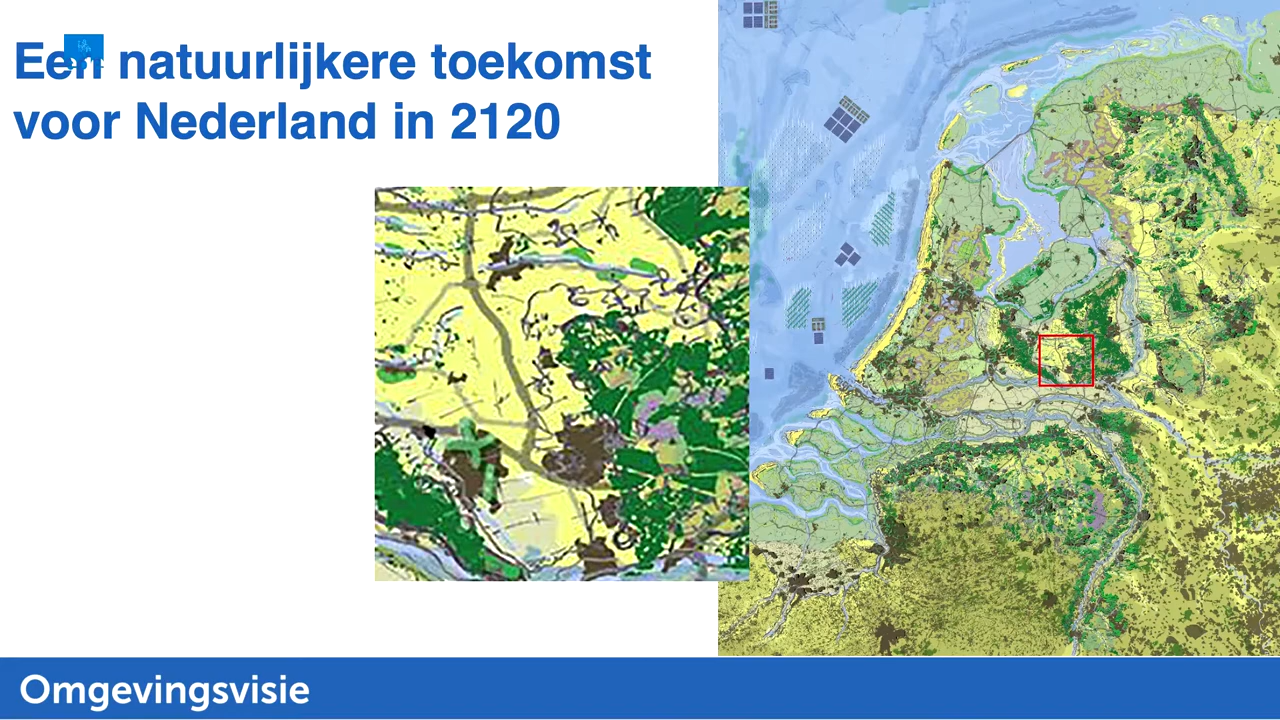 Een natuurlijkere toekomst
voor Nederland in 2120
Omgevingsvisie